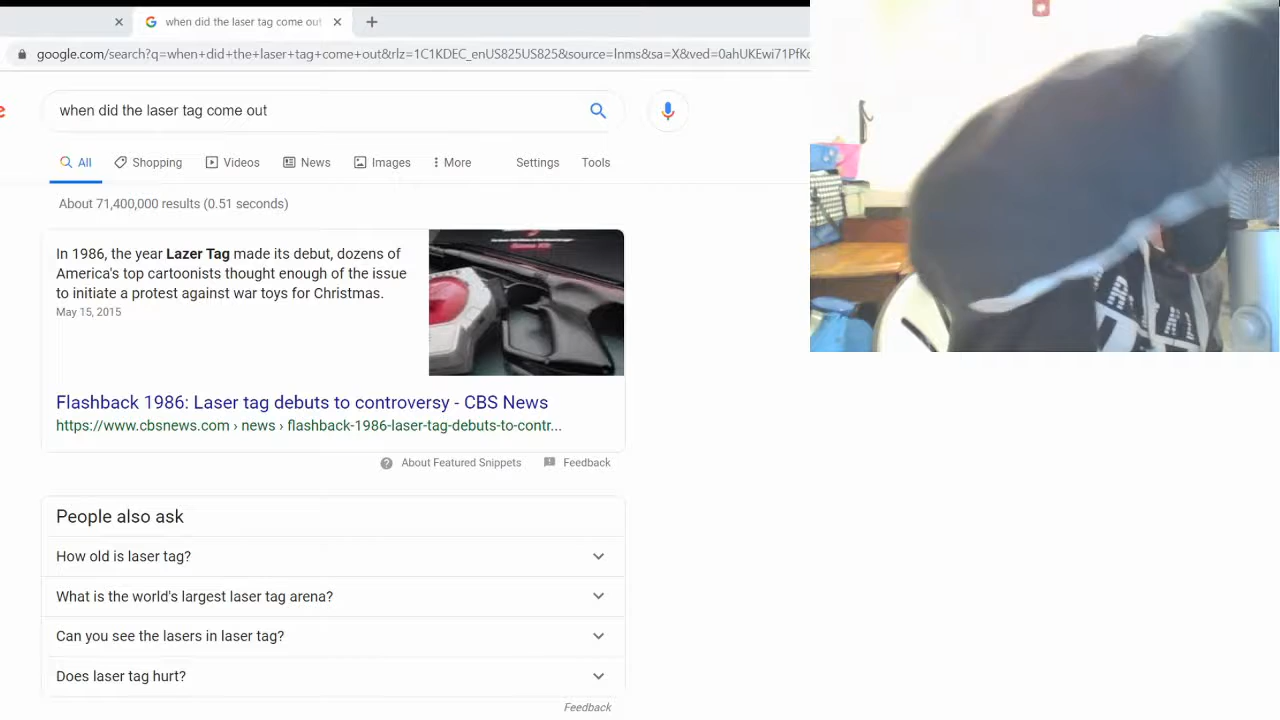 when did the laser tag come out
google.com/search?q=when+did+the+laser+tag+come+out&rlz=1C1KDEC_enUS825US825&source=lnms&sa=X&ved=0ahUKEwi71PfKc
when did the laser tag come out
All Shopping Videos News Images More Settings Tools
About 71,400,000 results (0.51 seconds)
In 1986, the year Lazer Tag made its debut, dozens of
America's top cartoonists thought enough of the issue
to initiate a protest against war toys for Christmas.
May 15, 2015
Flashback 1986: Laser tag debuts to controversy - CBS News
https://www.cbsnews.com › news › flashback-1986-laser-tag-debuts-to-contr...
About Featured Snippets Feedback
People also ask
How old is laser tag?
What is the world's largest laser tag arena?
Can you see the lasers in laser tag?
Does laser tag hurt?
Feedback